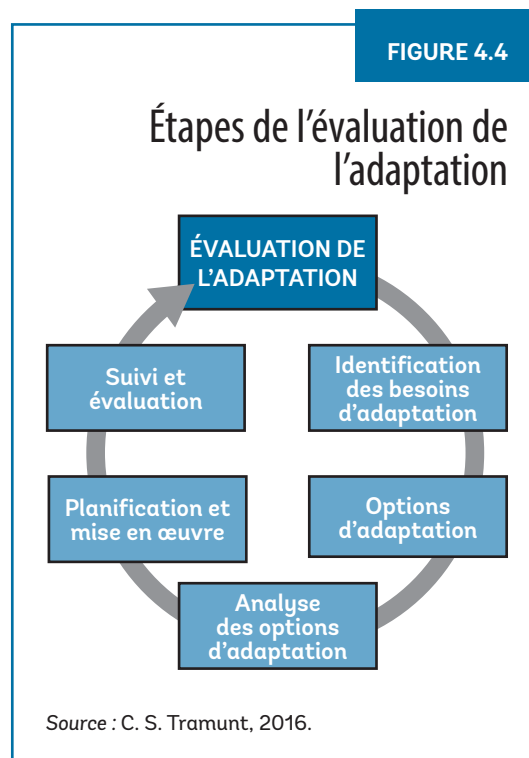 FIGURE 4.4
Étapes de l'évaluation de
l'adaptation
ÉVALUATION DE
L'ADAPTATION
Identification
des besoins
d'adaptation
Options
d'adaptation
Analyse
des options
d'adaptation
Planification et
mise en œuvre
Suivi et
évaluation
Source : C. S. Tramunt, 2016.